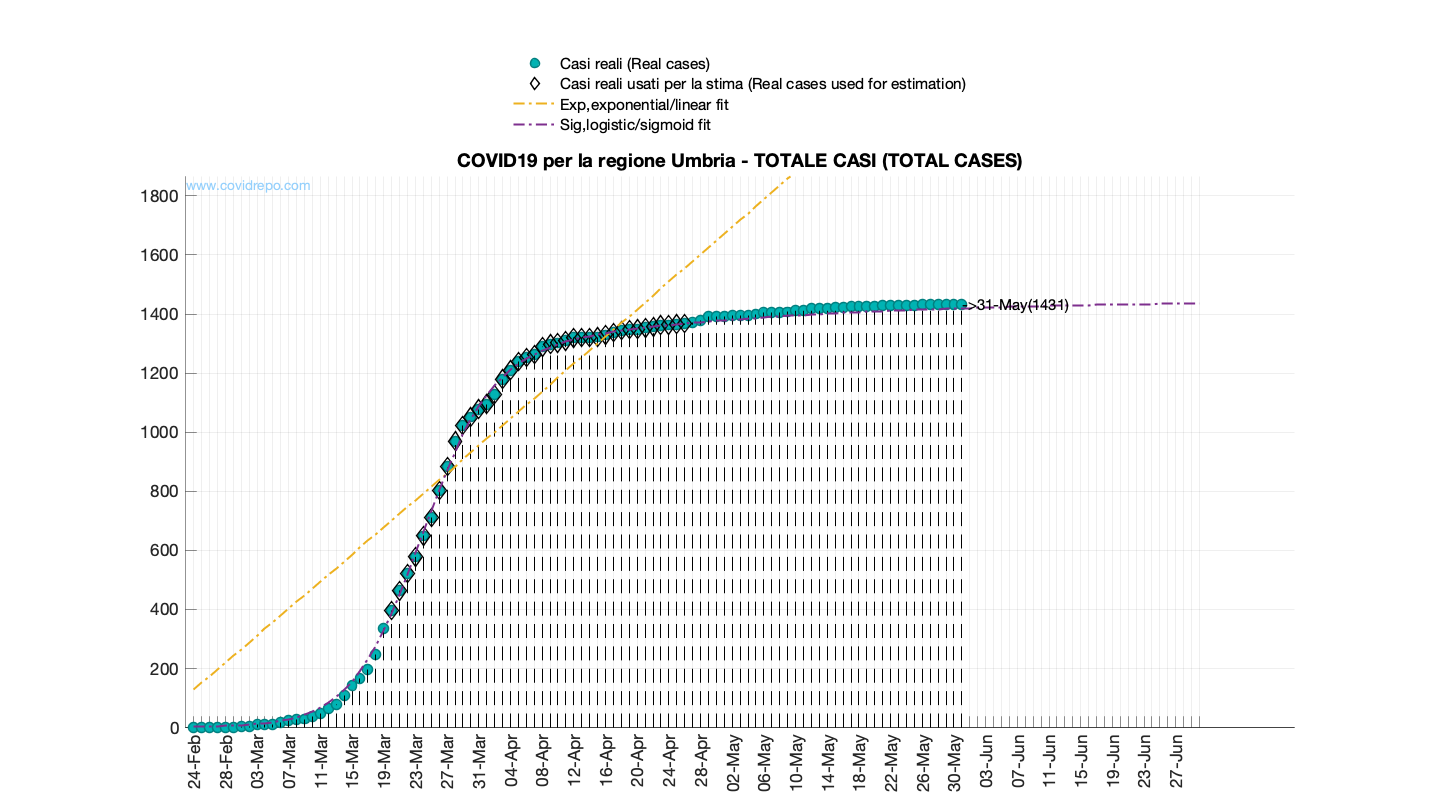 Casi reali (Real cases)
Casi reali usati per la stima (Real cases used for estimation)
Exp,exponential/linear fit
Sig,logistic/sigmoid fit
COVID19 per la regione Umbria - TOTALE CASI (TOTAL CASES)
www.covidrepo.com
1800
1600
1400
1200
1000
800
600
400
200
0
->31-May(1431)
24-Feb
28-Feb
03-Mar
07-Mar
11-Mar
15-Mar
19-Mar
23-Mar
27-Mar
31-Mar
04-Apr
08-Apr
12-Apr
16-Apr
20-Apr
24-Apr
28-Apr
02-May
06-May
10-May
14-May
18-May
22-May
26-May
30-May
03-Jun
07-Jun
11-Jun
15-Jun
19-Jun
23-Jun
27-Jun